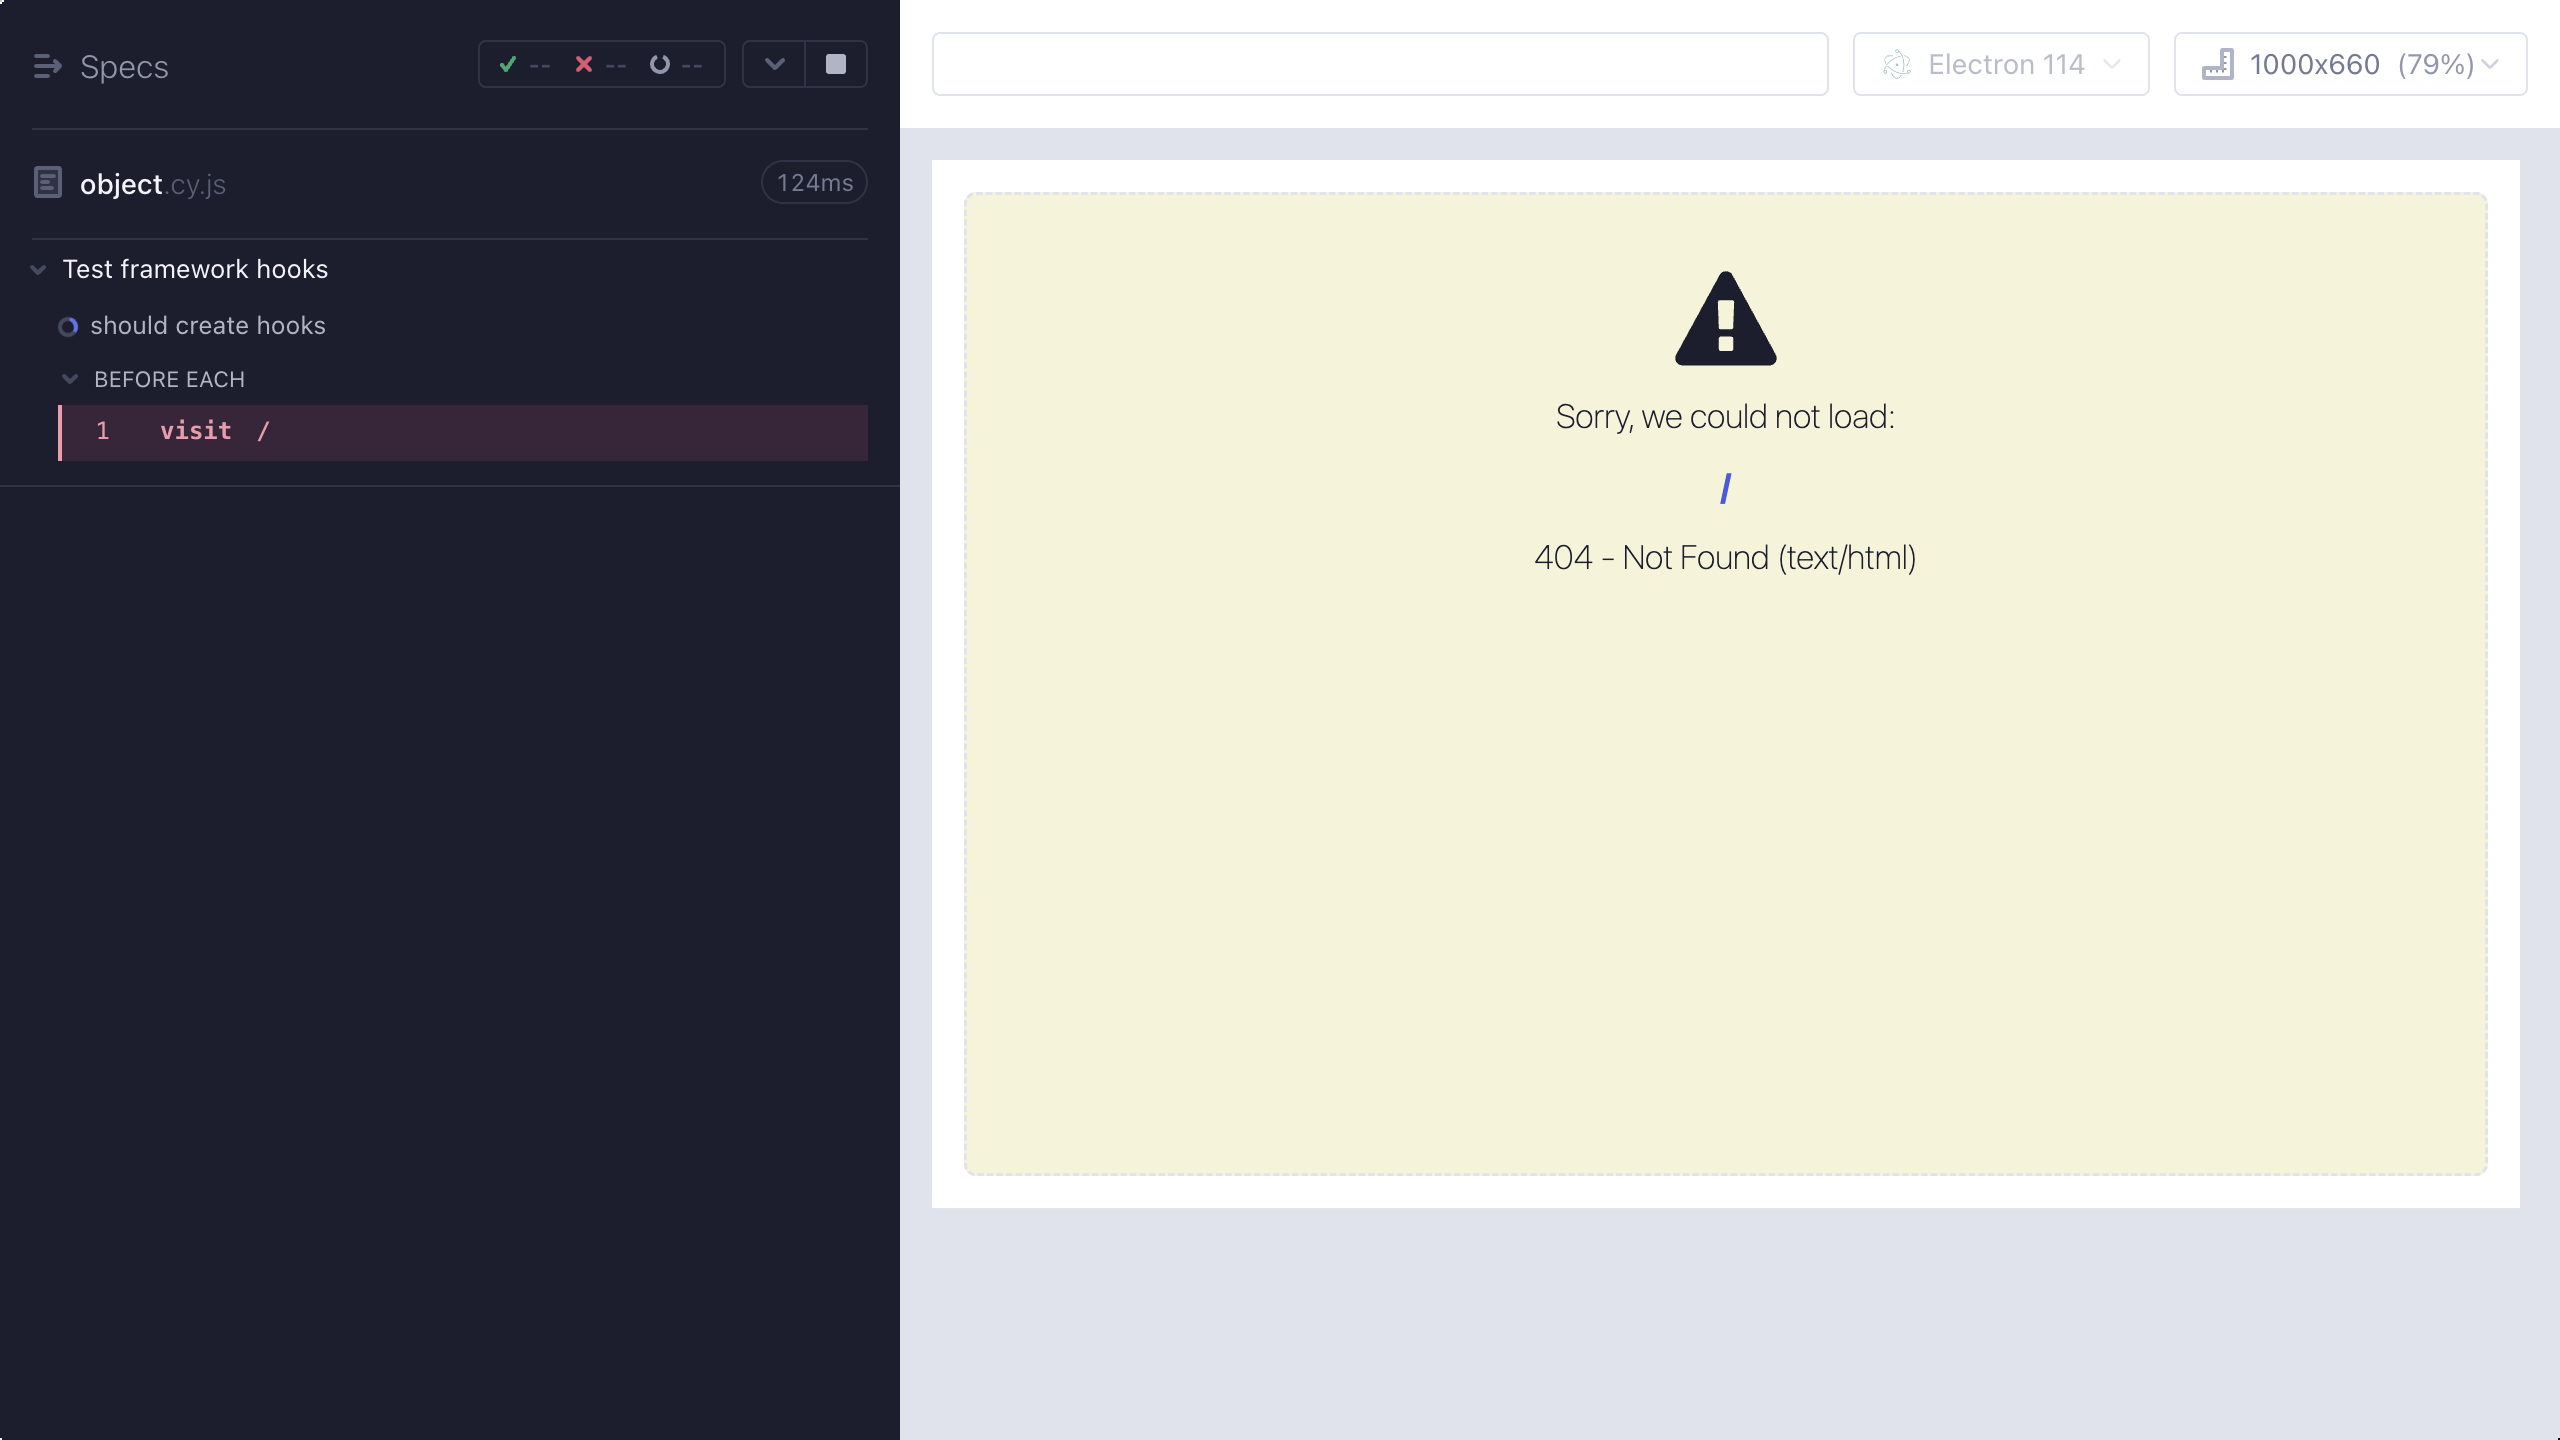 Specs
-- -- --
object.cy.js
124ms
Test framework hooks
should create hooks
BEFORE EACH
1 visit /
Electron 114
1000x660 (79%)
Sorry, we could not load:
/
404 - Not Found (text/html)